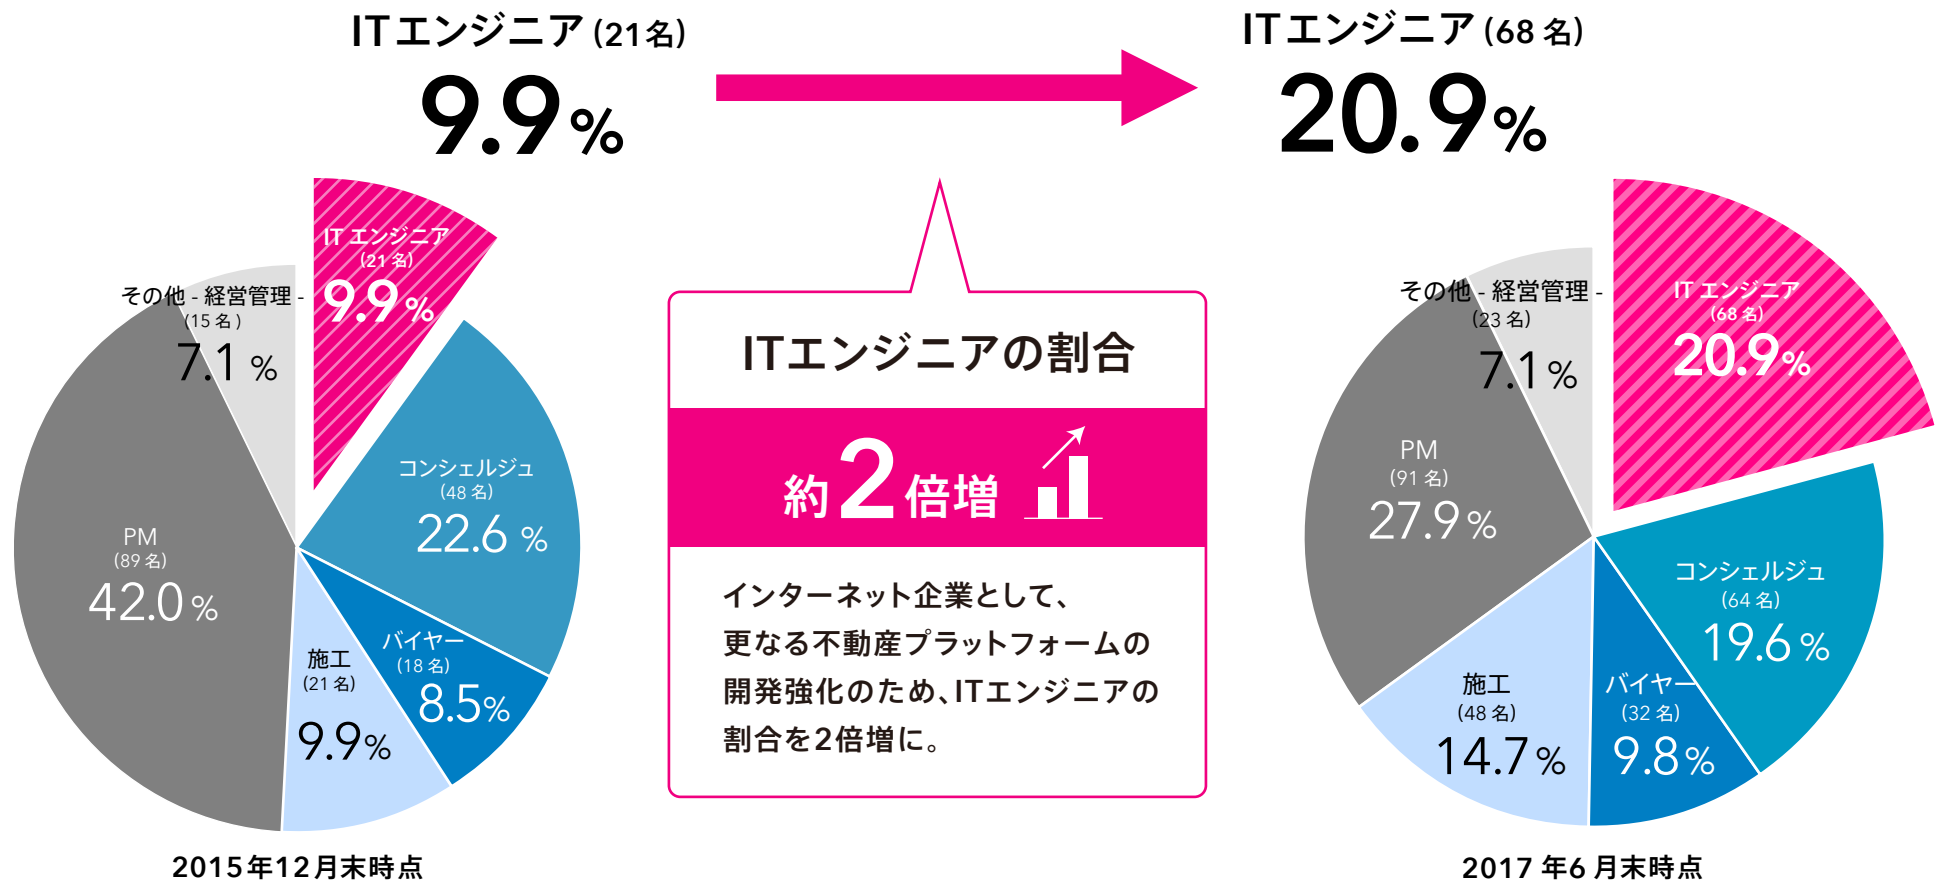 ITエンジニア (21名)
9.9%
ITエンジニア (68名)
20.9%
ITエンジニア
(21名)
9.9%
その他 - 経営管理 -
(15名)
7.1%
コンシェルジュ
(48名)
22.6%
PM
(89名)
42.0%
バイヤー
(18名)
8.5%
施工
(21名)
9.9%
2015年12月末時点
ITエンジニアの割合
約2倍増
インターネット企業として、
更なる不動産プラットフォームの
開発強化のため、ITエンジニアの
割合を2倍増に。
ITエンジニア
(68名)
20.9%
その他 - 経営管理 -
(23名)
7.1%
PM
(91名)
27.9%
コンシェルジュ
(64名)
19.6%
施工
(48名)
14.7%
バイヤー
(32名)
9.8%
2017年6月末時点